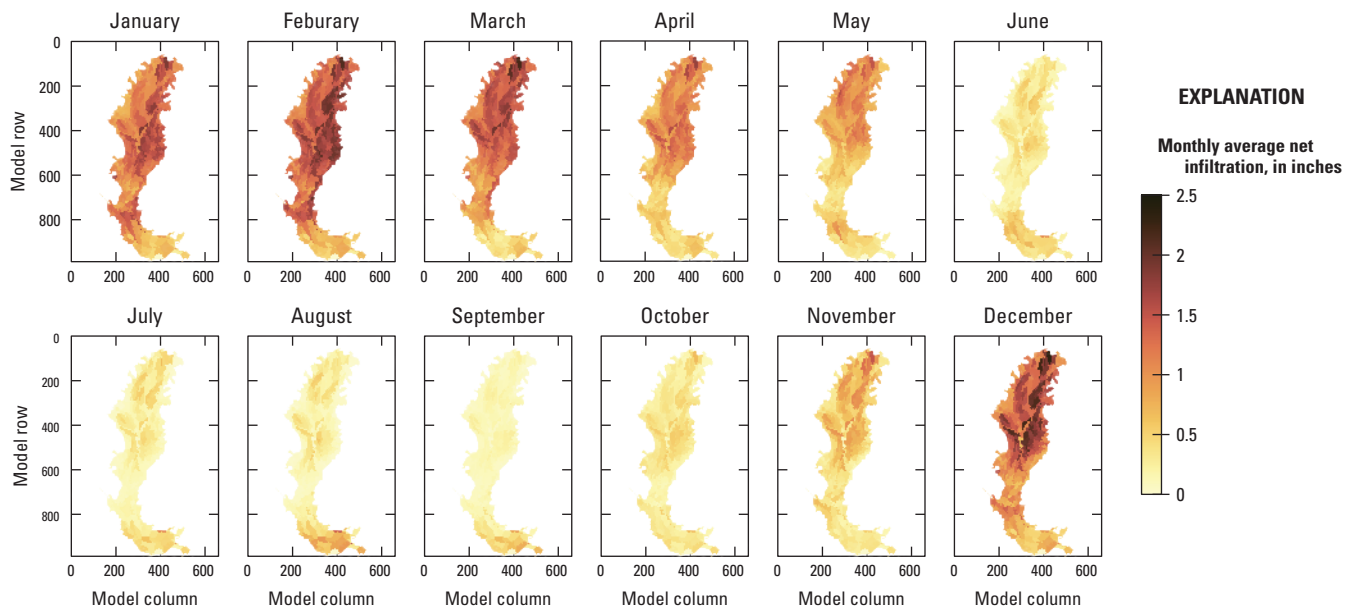 January Feburary March April May June
0
200
400
600
800
Model row
0 200 400 600 0 200 400 600 0 200 400 600 0 200 400 600 0 200 400 600 0 200 400 600
July August September October November December
0
200
400
600
800
Model row
0 200 400 600 0 200 400 600 0 200 400 600 0 200 400 600 0 200 400 600 0 200 400 600
Model column Model column Model column Model column Model column Model column
EXPLANATION
Monthly average net
infiltration, in inches
2.5
2
1.5
1
0.5
0